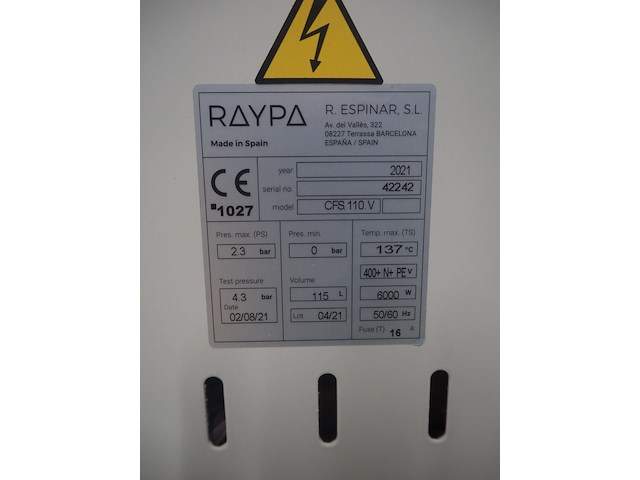 RAYPA
R. ESPINAR, S.L.
Av. del Vallès, 322
08227 Terrassa BARCELONA
ESPAÑA / SPAIN
Made in Spain
CE
1027
year 2021
serial no. 42242
model CFS 110 V
Pres. max. (PS)
2.3 bar
Test pressure
4.3 bar
Date
02/08/21
Pres. min.
0 bar
Volume
115 L
Lot 04/21
Temp. max. (TS)
137 °C
400+ N+ PE V
6000 W
50/60 Hz
Fuse (T) 16 A